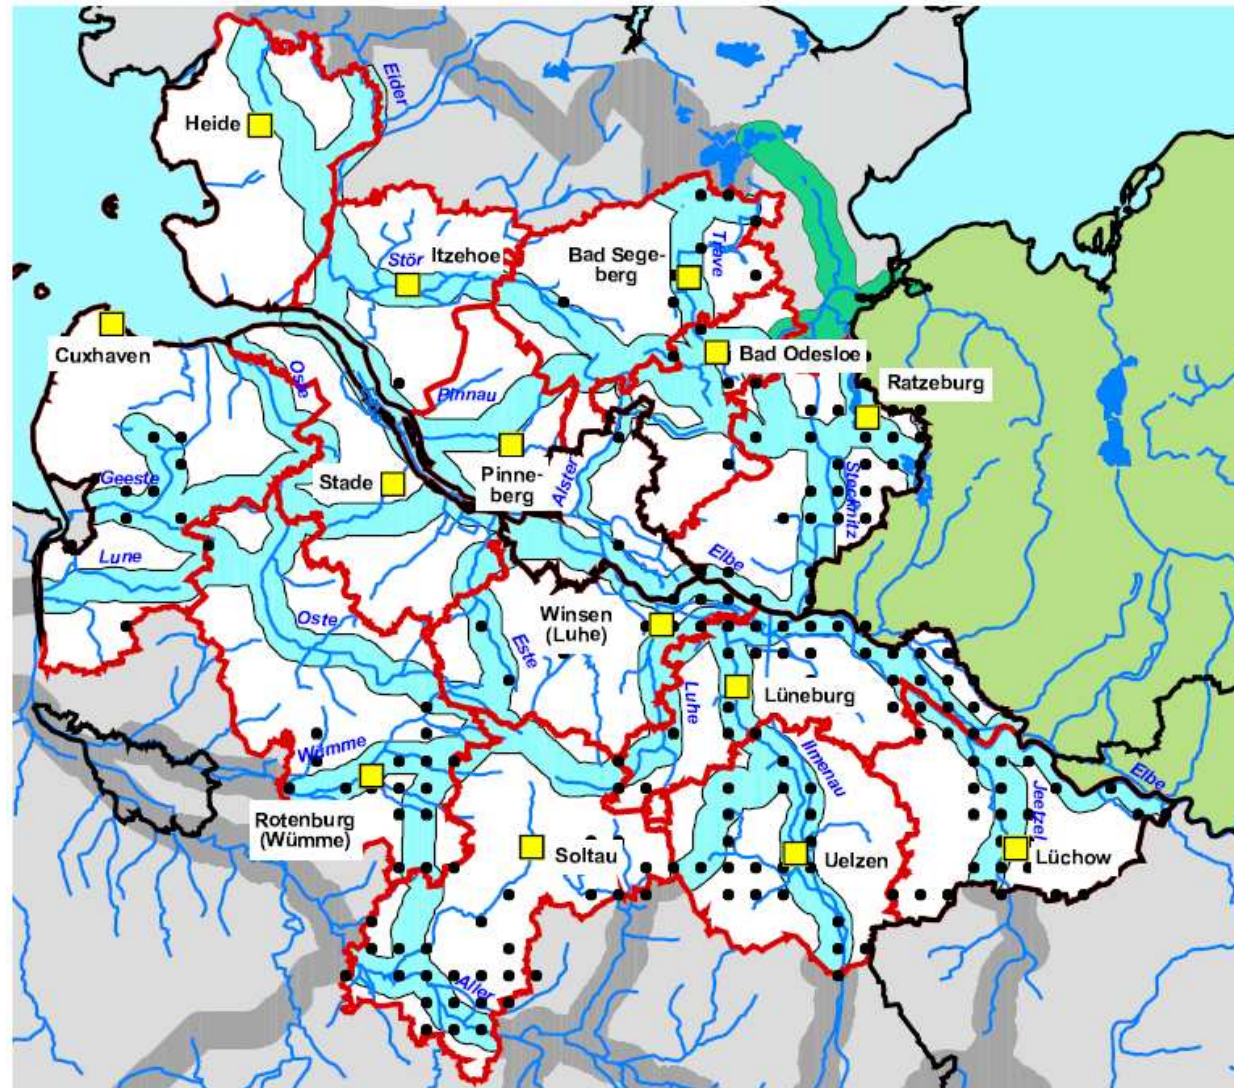 Eider
Heide
Itzehoe
Stör
Bad Sege-
berg
Trave
Cuxhaven
Oste
Bad Odesloe
Pinnau
Ratzeburg
Geeste
Stade
Pinne-
berg
Alster
Stecknitz
Lune
Elbe
Oste
Winsen
(Luhe)
Este
Luhe
Lüneburg
Wümme
Ilmenau
Elbe
Rotenburg
(Wümme)
Jeetzel
Soltau
Uelzen
Lüchow
Aller